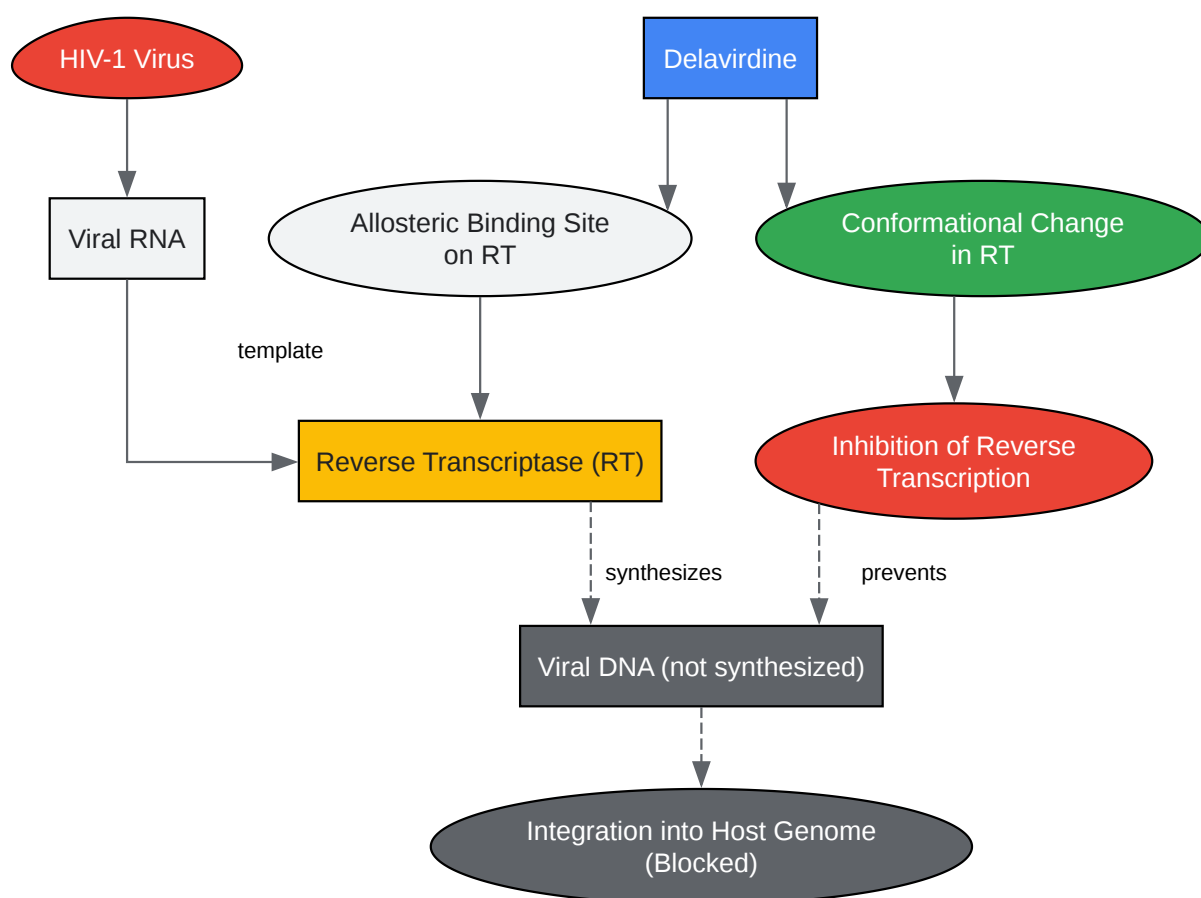 HIV-1 Virus
Delavirdine
Viral RNA
Allosteric Binding Site
on RT
Conformational Change
in RT
template
Reverse Transcriptase (RT)
Inhibition of Reverse
Transcription
synthesizes
prevents
Viral DNA (not synthesized)
Integration into Host Genome
(Blocked)